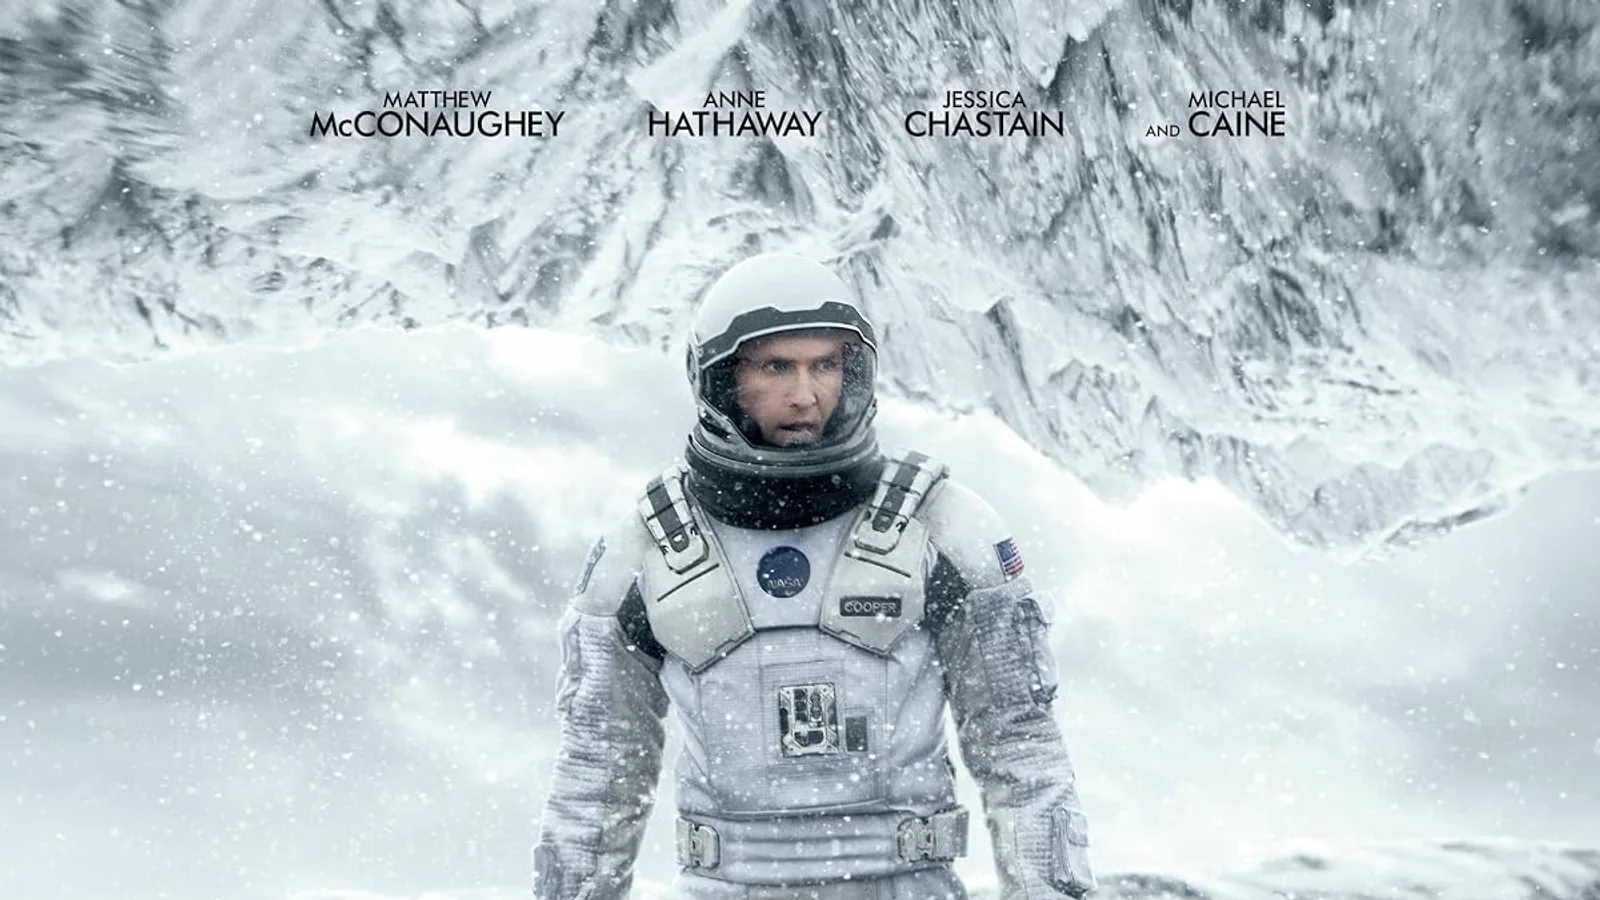 MATTHEW
McCONAUGHEY
ANNE
HATHAWAY
JESSICA
CHASTAIN
MICHAEL
AND CAINE
NASA
COOPER